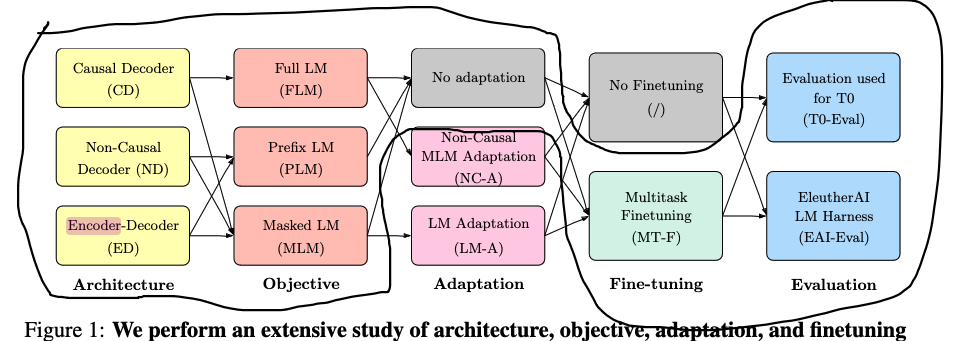 Causal Decoder
(CD)
Full LM
(FLM)
No adaptation
No Finetuning
(/)
Evaluation used
for T0
(T0-Eval)
Non-Causal
Decoder (ND)
Prefix LM
(PLM)
Non-Causal
MLM Adaptation
(NC-A)
Encoder-Decoder
(ED)
Masked LM
(MLM)
LM Adaptation
(LM-A)
Multitask
Finetuning
(MT-F)
EleutherAI
LM Harness
(EAI-Eval)
Architecture
Objective
Adaptation
Fine-tuning
Evaluation
Figure 1: We perform an extensive study of architecture, objective, adaptation, and finetuning